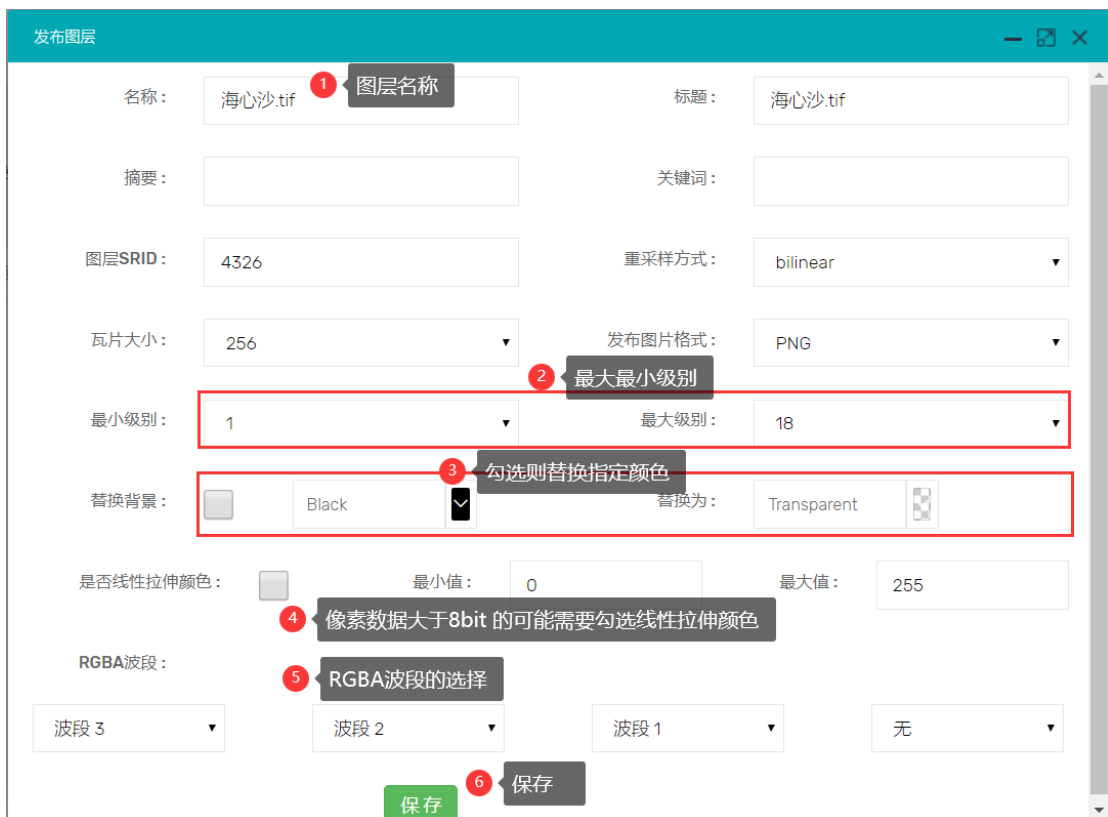 发布图层
名称： 海心沙.tif 1 图层名称 标题： 海心沙.tif
摘要： 关键词：
图层SRID： 4326 重采样方式： bilinear
瓦片大小： 256 发布图片格式： PNG
2 最大最小级别
最小级别： 1 最大级别： 18
3 勾选则替换指定颜色
替换背景： Black 替换为： Transparent
是否线性拉伸颜色： 最小值： 0 最大值： 255
4 像素数据大于8bit 的可能需要勾选线性拉伸颜色
RGBA波段：
5 RGBA波段的选择
波段 3 波段 2 波段 1 无
6 保存
保存